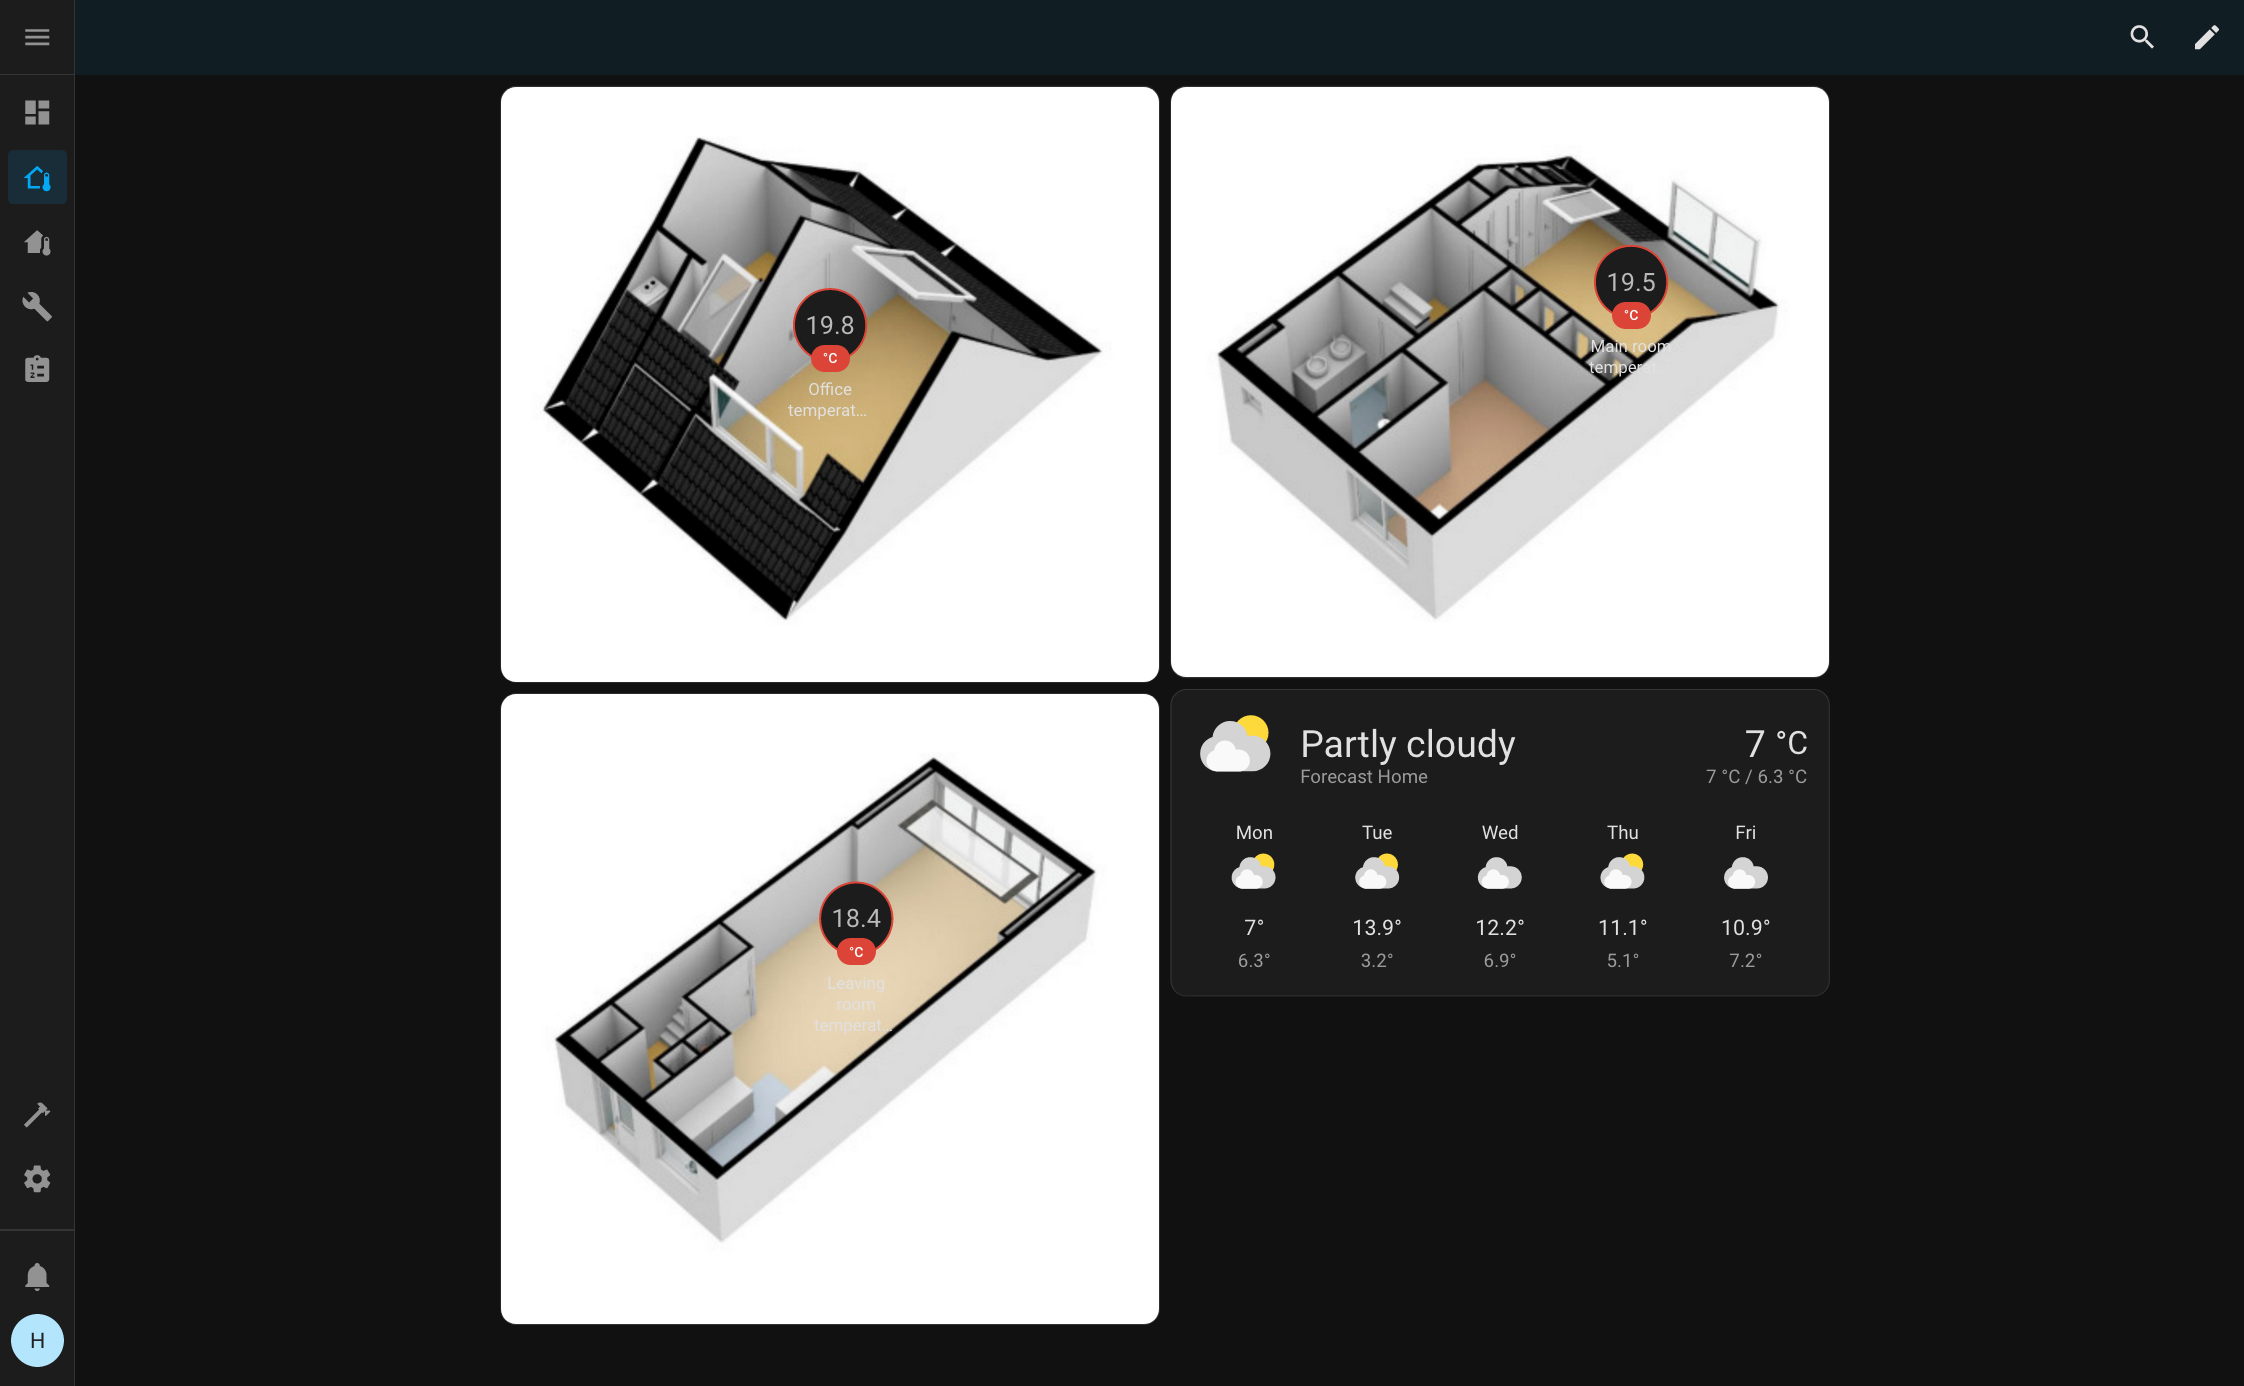 19.8
°C
Office
temperat...
19.5
°C
Main room
temper...
18.4
°C
Leaving
room
temperat...
Partly cloudy
7 °C
Forecast Home
7 °C / 6.3 °C
Mon Tue Wed Thu Fri
7° 13.9° 12.2° 11.1° 10.9°
6.3° 3.2° 6.9° 5.1° 7.2°
H